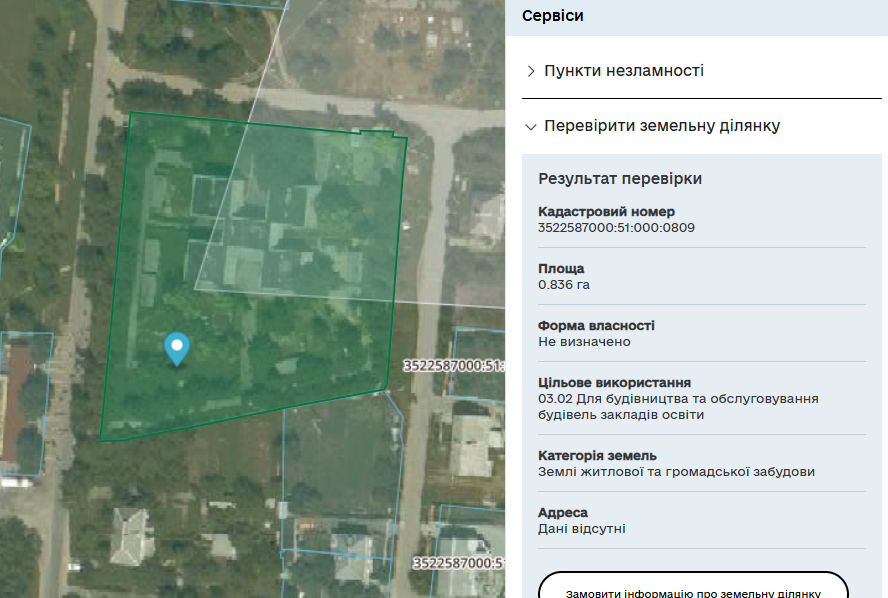 Сервіси
Пункти незламності
Перевірити земельну ділянку
Результат перевірки
Кадастровий номер
3522587000:51:000:0809
Площа
0.836 га
Форма власності
Не визначено
Цільове використання
03.02 Для будівництва та обслуговування
будівель закладів освіти
Категорія земель
Землі житлової та громадської забудови
Адреса
Дані відсутні
Замовити інформацію про земельну ділянку
3522587000:51:
3522587000:5